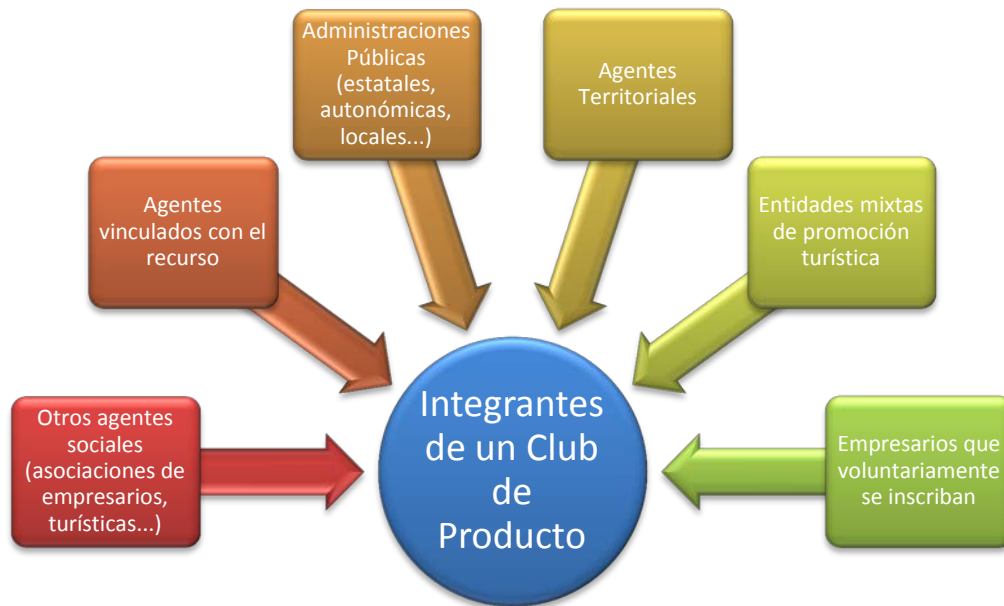 Administraciones
Públicas
(estatales,
autonómicas,
locales...)
Agentes
Territoriales
Agentes
vinculados con el
recurso
Entidades mixtas
de promoción
turística
Otros agentes
sociales
(asociaciones de
empresarios,
turísticas...)
Integrantes
de un Club
de
Producto
Empresarios que
voluntariamente
se inscriban